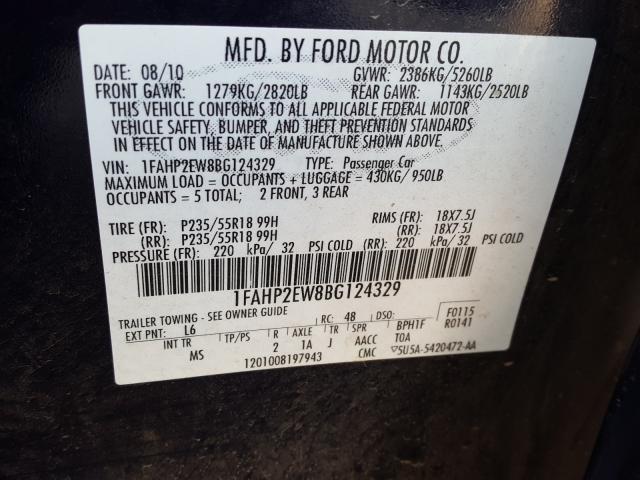 MFD. BY FORD MOTOR CO.
DATE: 08/10 GVWR: 2386KG/5260LB
FRONT GAWR: 1279KG/2820LB REAR GAWR: 1143KG/2520LB
THIS VEHICLE CONFORMS TO ALL APPLICABLE FEDERAL MOTOR
VEHICLE SAFETY, BUMPER, AND THEFT PREVENTION STANDARDS
IN EFFECT ON THE DATE OF MANUFACTURE SHOWN ABOVE.
VIN: 1FAHP2EW8BG124329 TYPE: Passenger Car
MAXIMUM LOAD = OCCUPANTS + LUGGAGE = 430KG/ 950LB
OCCUPANTS = 5 TOTAL; 2 FRONT, 3 REAR
TIRE (FR): P235/55R18 99H RIMS (FR): 18X7.5J
(RR): P235/55R18 99H (RR): 18X7.5J
PRESSURE (FR): 220 kPa/ 32 PSI COLD (RR): 220 kPa/ 32 PSI COLD
1FAHP2EW8BG124329
TRAILER TOWING - SEE OWNER GUIDE
EXT PNT: L6 RC: 48 DSO: F0115
INT TR TP/PS R AXLE TR SPR BPH1F R0141
MS 2 1A J AACC TOA
1201008197943 CMC ▽5U5A-5420472-AA